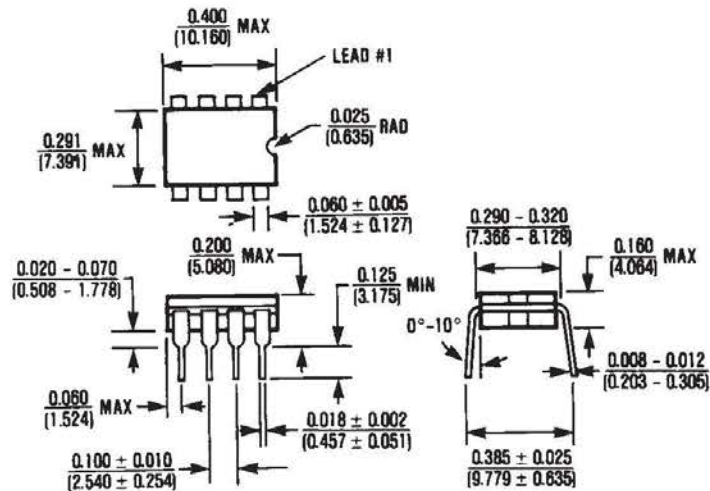 0.400 MAX
(10.160)
LEAD #1
0.025 RAD
(0.635)
0.291 MAX
(7.391)
0.060 ± 0.005
(1.524 ± 0.127)
0.290 - 0.320
(7.366 - 8.128)
0.200 MAX
(5.080)
0.160 MAX
(4.064)
0.020 - 0.070
(0.508 - 1.778)
0.125 MIN
(3.175)
0°-10°
0.008 - 0.012
(0.203 - 0.305)
0.060 MAX
(1.524)
0.018 ± 0.002
(0.457 ± 0.051)
0.100 ± 0.010
(2.540 ± 0.254)
0.385 ± 0.025
(9.779 ± 0.635)